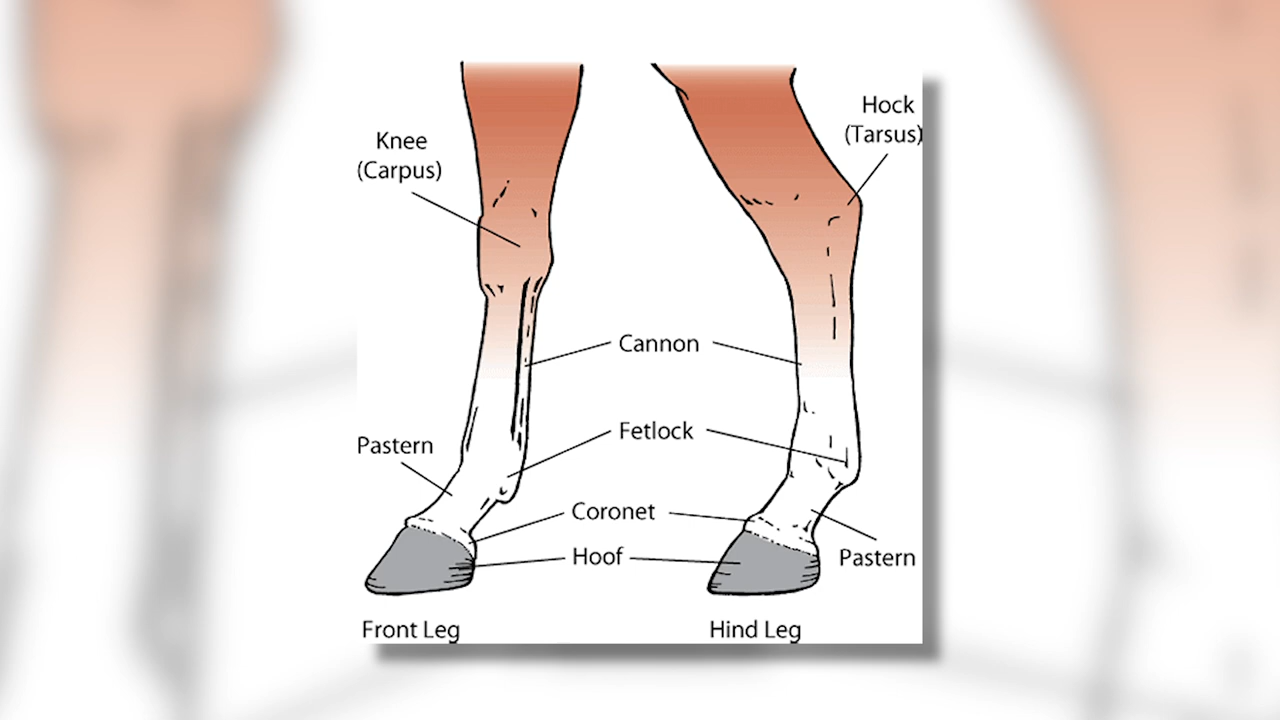 Hock
(Tarsus)
Knee
(Carpus)
Cannon
Fetlock
Pastern
Coronet
Hoof
Pastern
Front Leg
Hind Leg